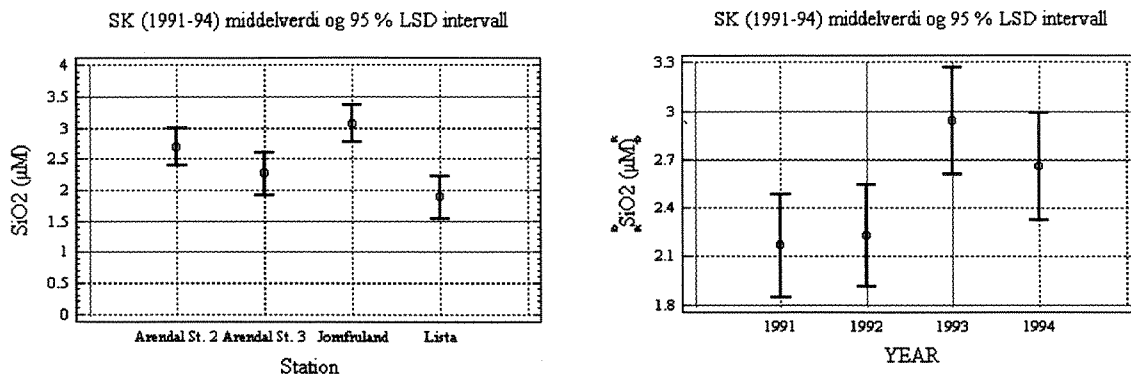 SK (1991-94) middelverdi og 95 % LSD intervall
SiO2 (µM)
4
3.5
3
2.5
2
1.5
1
0.5
0
Arendal St. 2 Arendal St. 3 Jomfruland Lista
Station
SK (1991-94) middelverdi og 95 % LSD intervall
SiO2 (µM)
3.3
3
2.7
2.4
2.1
1.8
1991 1992 1993 1994
YEAR